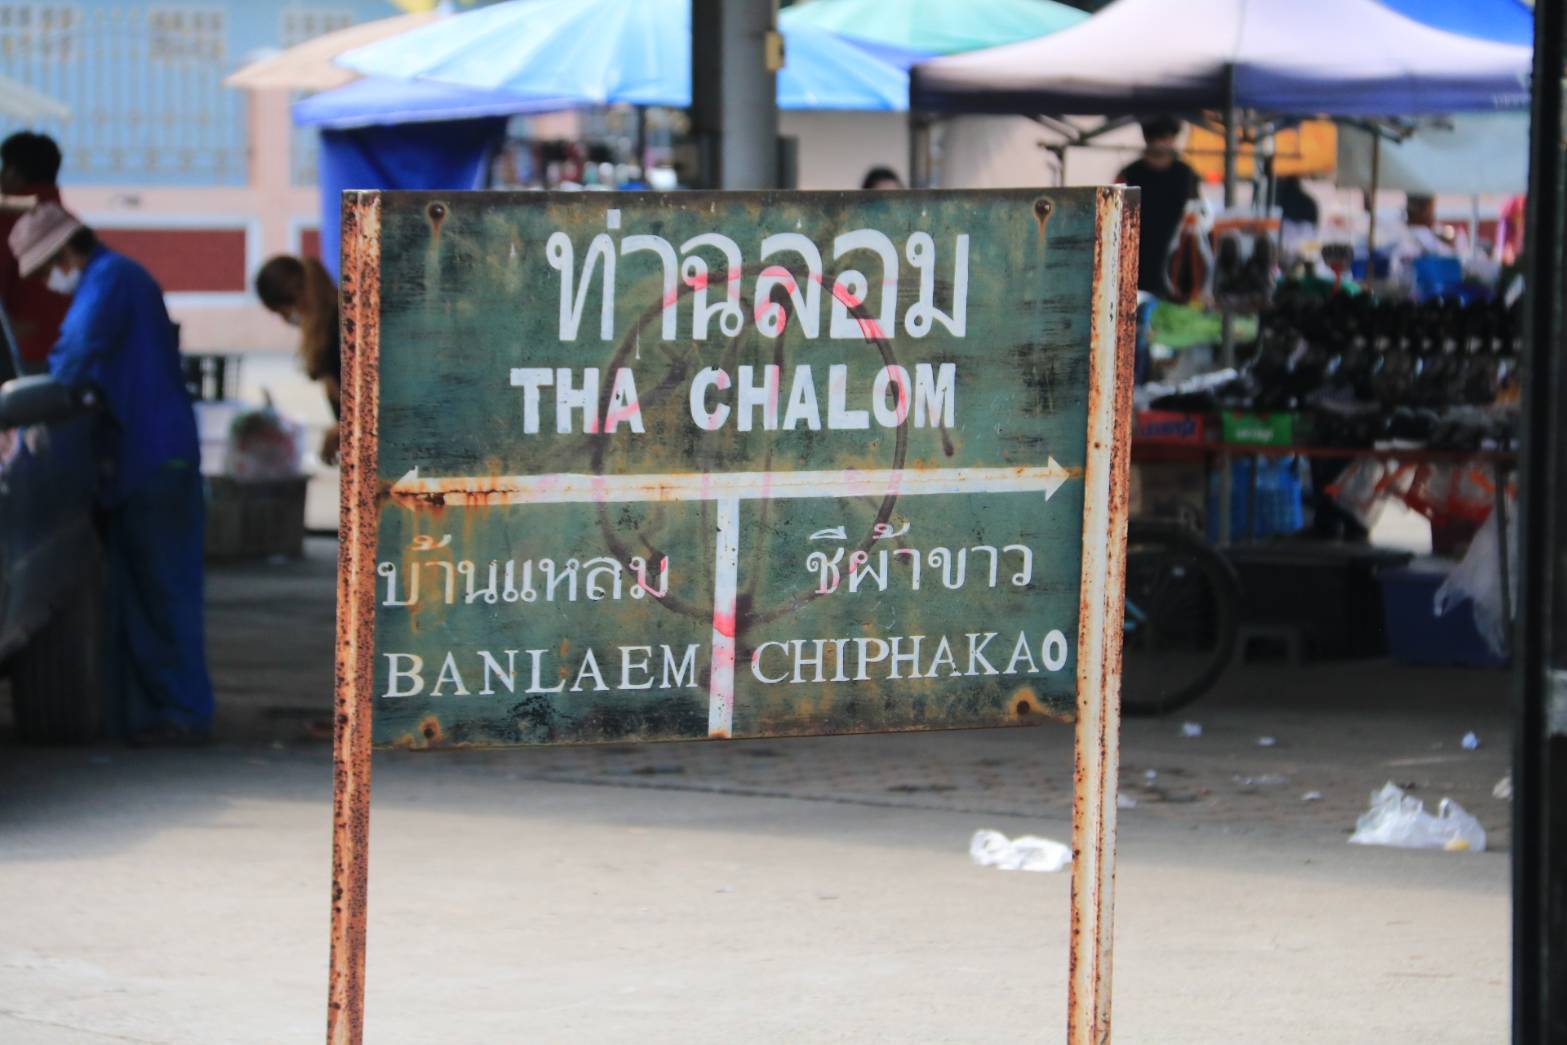 ท่าฉลอม
THA CHALOM
บ้านแหลม
BANLAEM
ชีผ้าขาว
CHIPHAKAO